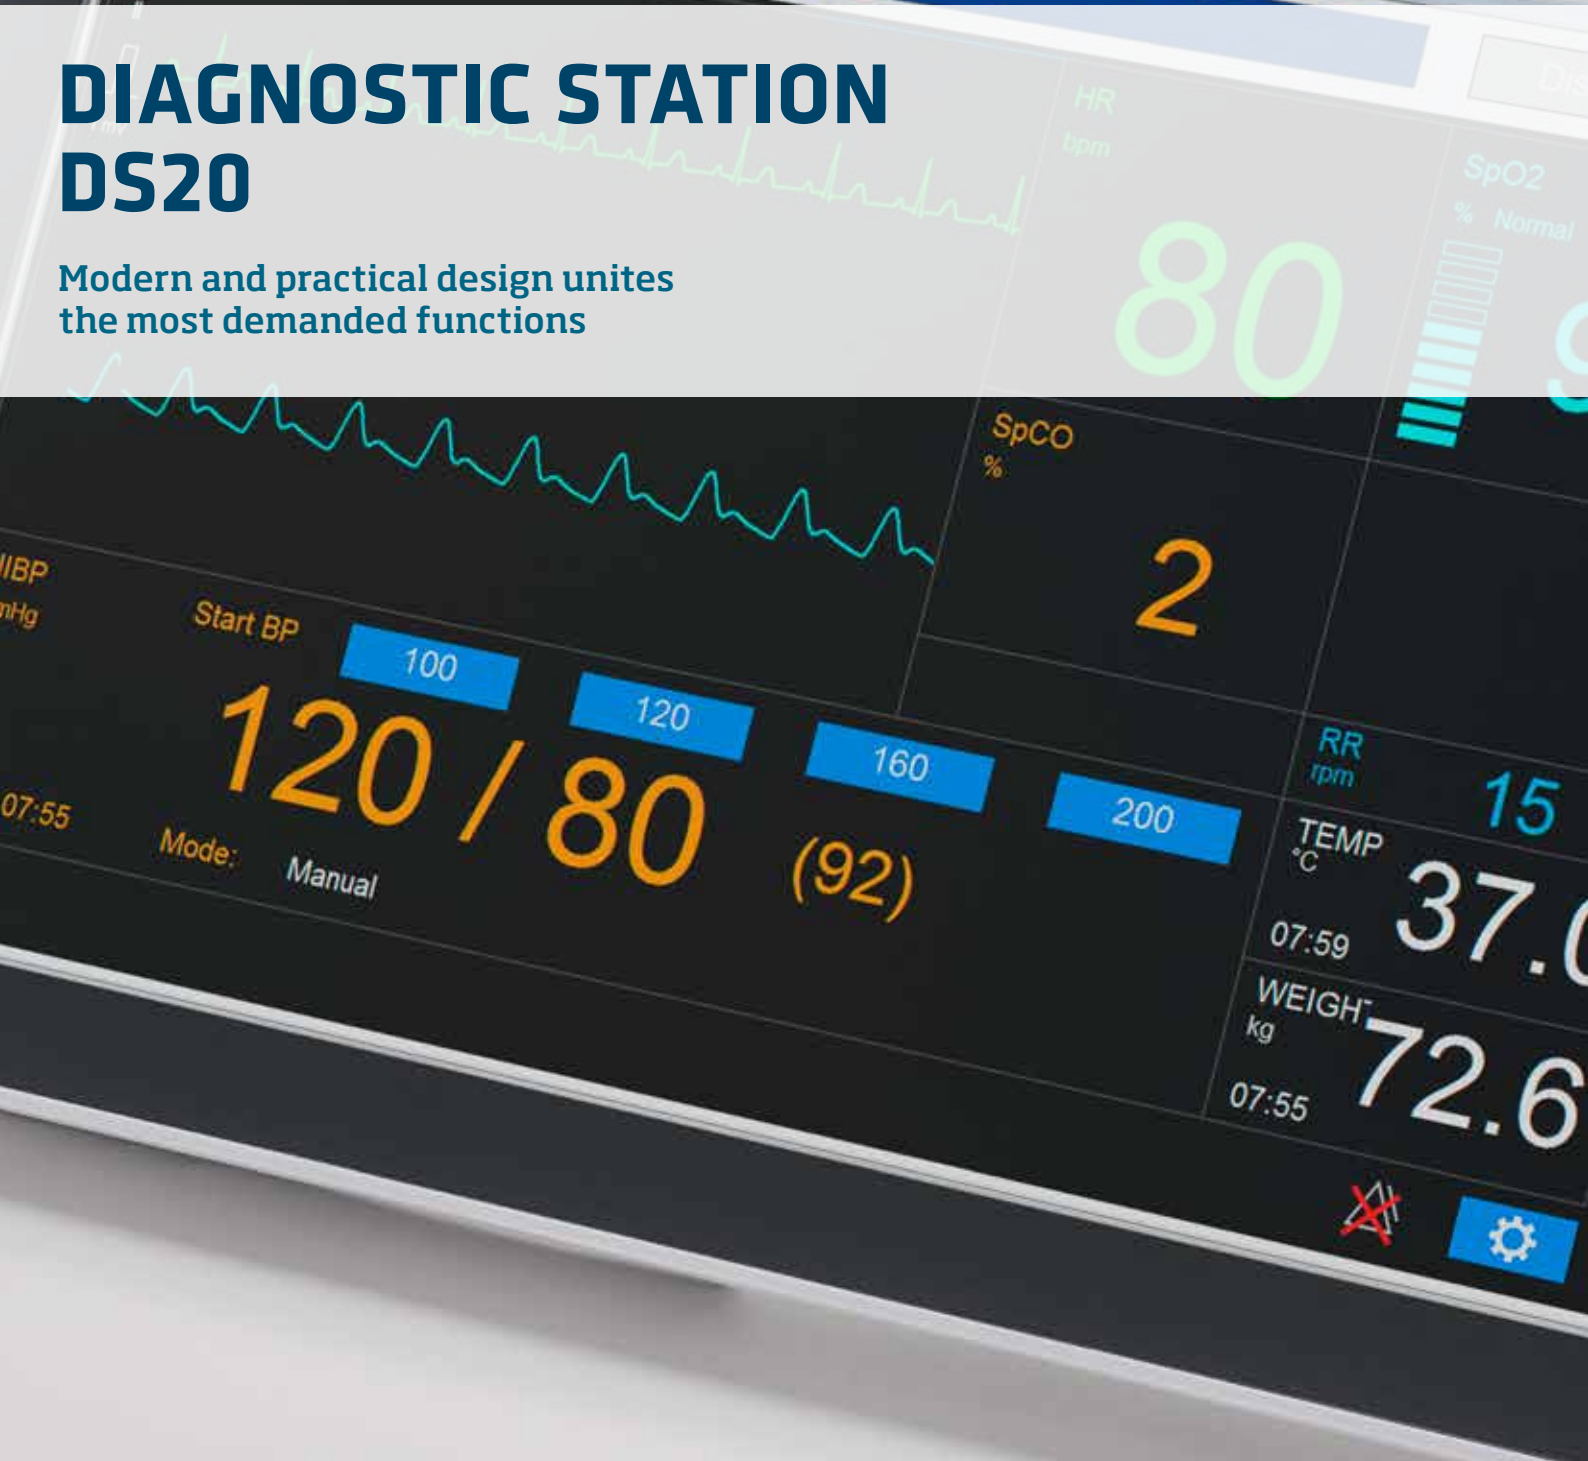 DIAGNOSTIC STATION
DS20
Modern and practical design unites
the most demanded functions
HR
bpm
80
SpO2
% Normal
SpCO
%
2
Start BP
100
120
160
200
120 / 80 (92)
07:55
Mode: Manual
RR
rpm
15
TEMP
°C
07:59
WEIGHT
kg
72.6
07:55